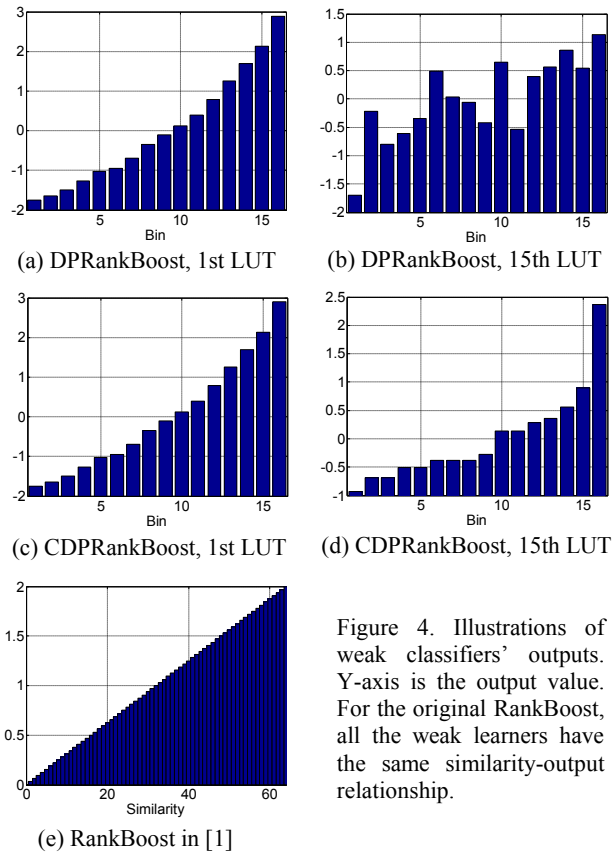 3
2
1
0
-1
-2
5 10 15
Bin
(a) DPRankBoost, 1st LUT
1.5
1
0.5
0
-0.5
-1
-1.5
-2
5 10 15
Bin
(b) DPRankBoost, 15th LUT
3
2
1
0
-1
-2
5 10 15
Bin
(c) CDPRankBoost, 1st LUT
2.5
2
1.5
1
0.5
0
-0.5
-1
5 10 15
Bin
(d) CDPRankBoost, 15th LUT
2
1.5
1
0.5
0
0 20 40 60
Similarity
(e) RankBoost in [1]
Figure 4. Illustrations of
weak classifiers’ outputs.
Y-axis is the output value.
For the original RankBoost,
all the weak learners have
the same similarity-output
relationship.